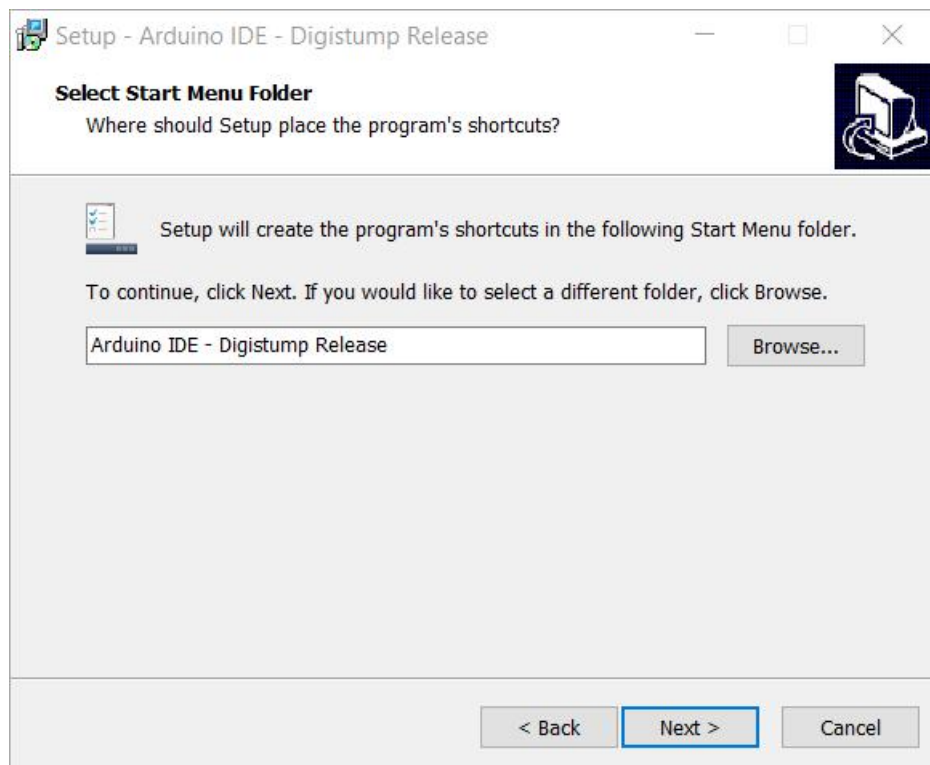 Setup - Arduino IDE - Digistump Release
Select Start Menu Folder
Where should Setup place the program's shortcuts?
Setup will create the program's shortcuts in the following Start Menu folder.
To continue, click Next. If you would like to select a different folder, click Browse.
Arduino IDE - Digistump Release
Browse...
< Back
Next >
Cancel